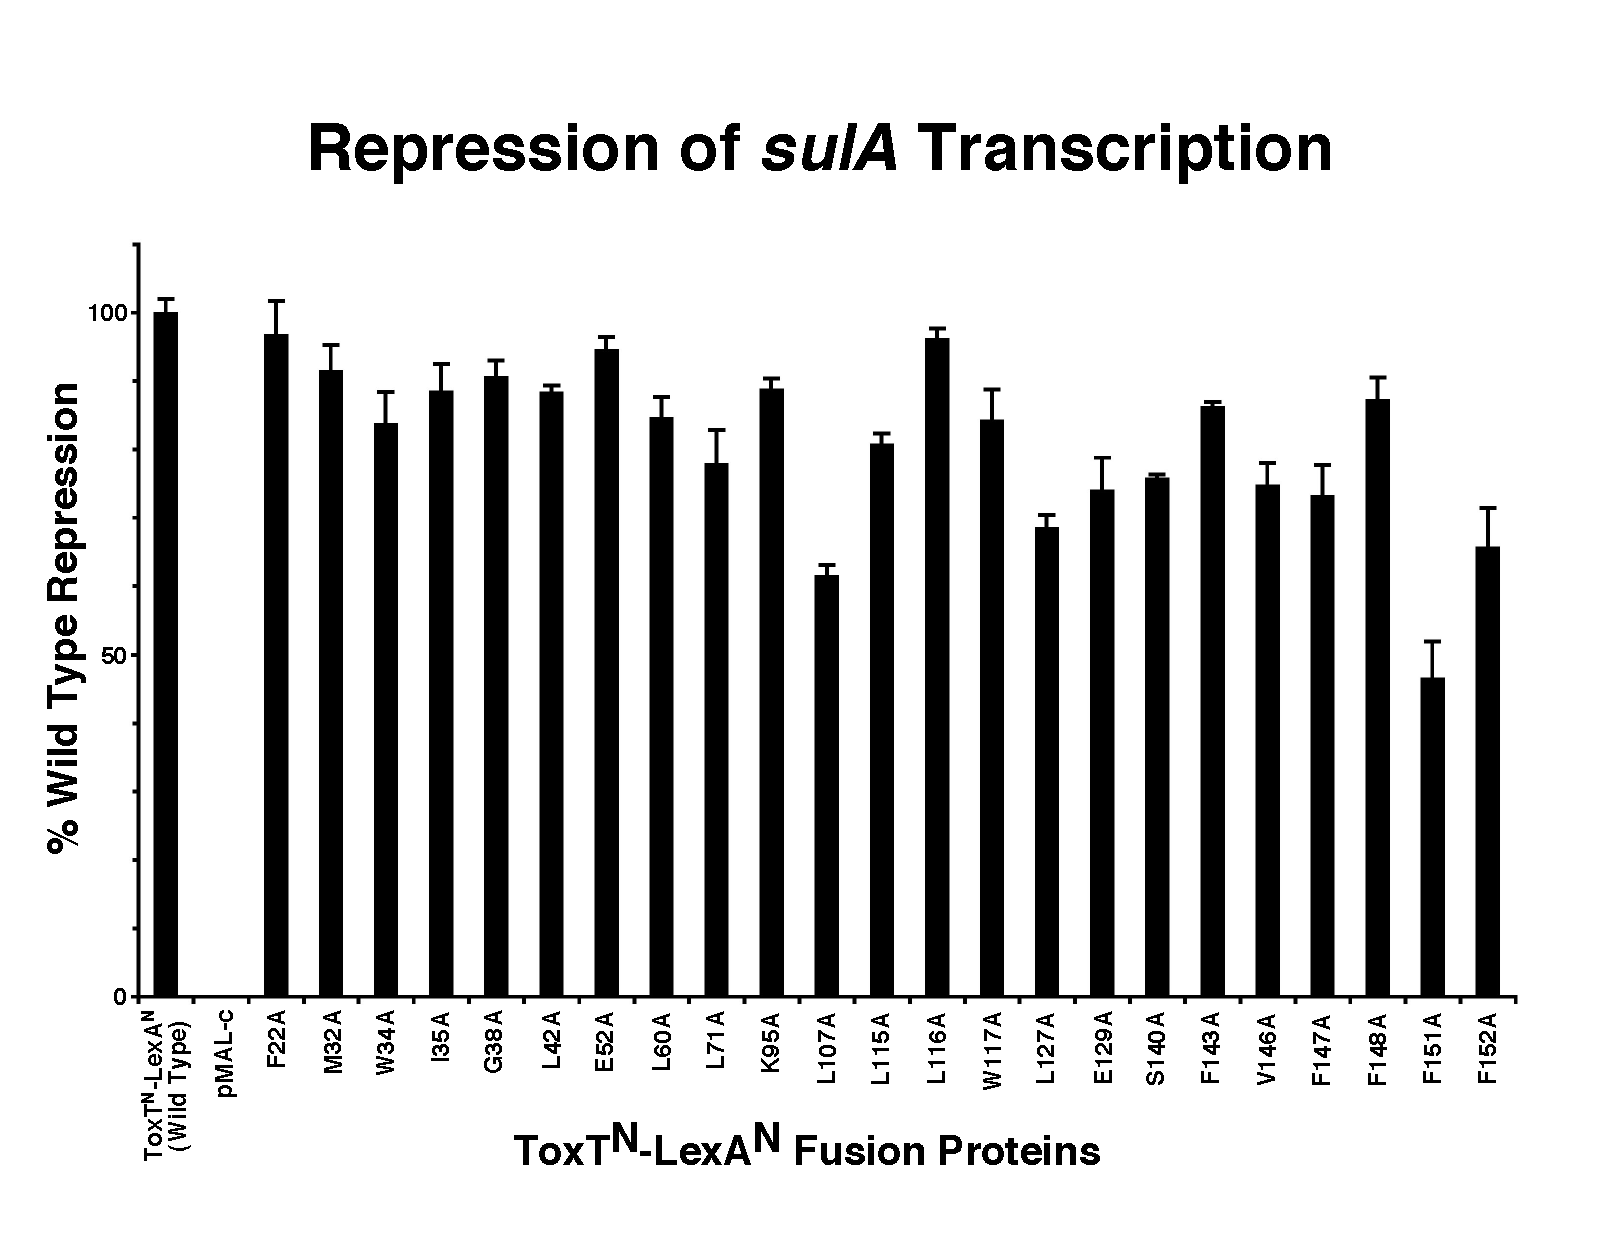 Repression of sulA Transcription
% Wild Type Repression
100
50
0
ToxTᴺ-LexAᴺ
(Wild Type)
pMAL-c
F22A
M32A
W34A
I35A
G38A
L42A
E52A
L60A
L71A
K95A
L107A
L115A
L116A
W117A
L127A
E129A
S140A
F143A
V146A
F147A
F148A
F151A
F152A
ToxTᴺ-LexAᴺ Fusion Proteins